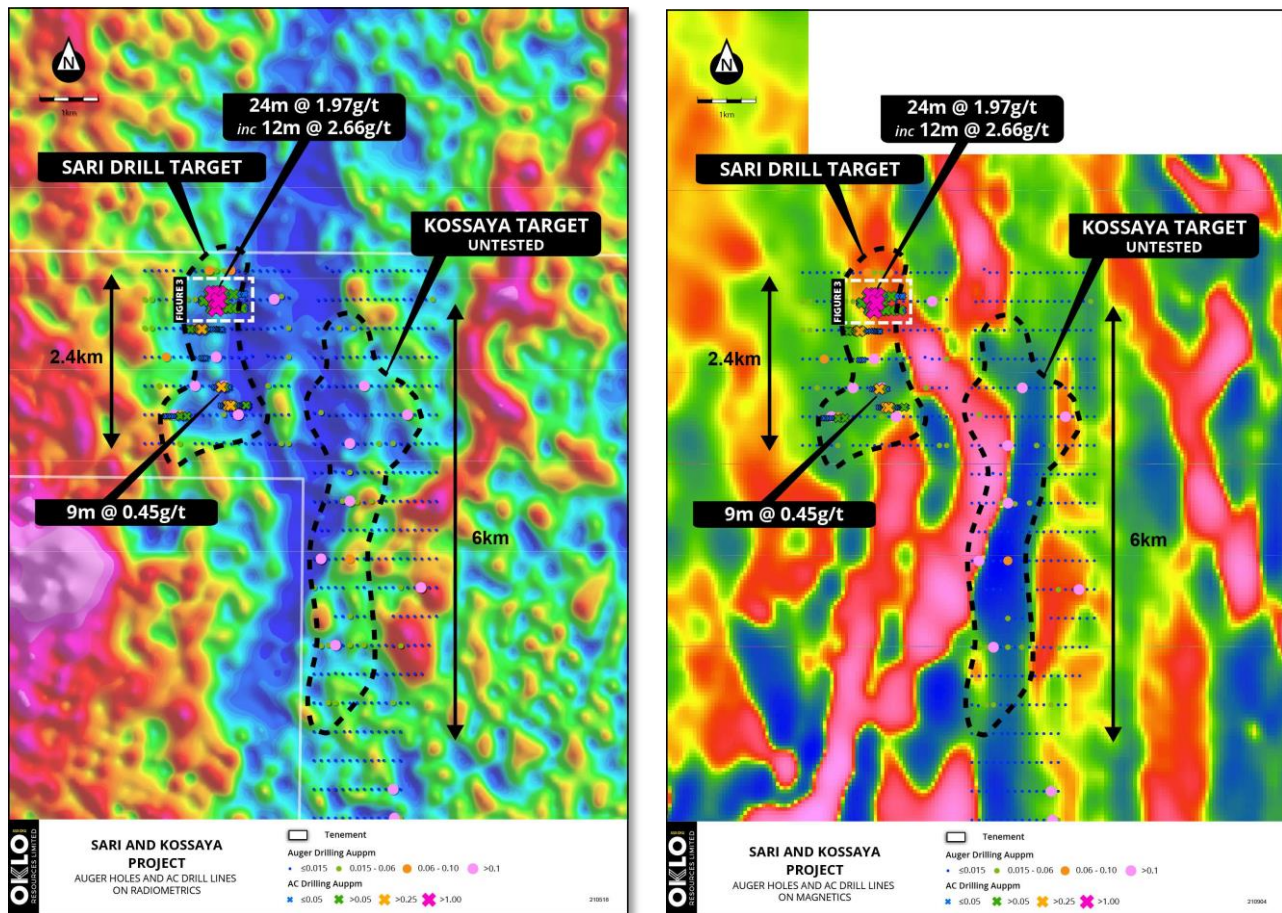 N
1km
24m @ 1.97g/t
inc 12m @ 2.66g/t
SARI DRILL TARGET
KOSSAYA TARGET
UNTESTED
FIGURE 3
2.4km
9m @ 0.45g/t
6km
OKLO
RESOURCES LIMITED
SARI AND KOSSAYA
PROJECT
AUGER HOLES AND AC DRILL LINES
ON RADIOMETRICS
Tenement
Auger Drilling Auppm
≤0.015 0.015 - 0.06 0.06 - 0.10 >0.1
AC Drilling Auppm
≤0.05 >0.05 >0.25 >1.00
210616
N
1km
24m @ 1.97g/t
inc 12m @ 2.66g/t
SARI DRILL TARGET
KOSSAYA TARGET
UNTESTED
FIGURE 3
2.4km
9m @ 0.45g/t
6km
OKLO
RESOURCES LIMITED
SARI AND KOSSAYA
PROJECT
AUGER HOLES AND AC DRILL LINES
ON MAGNETICS
Tenement
Auger Drilling Auppm
≤0.015 0.015 - 0.06 0.06 - 0.10 >0.1
AC Drilling Auppm
≤0.05 >0.05 >0.25 >1.00
210904